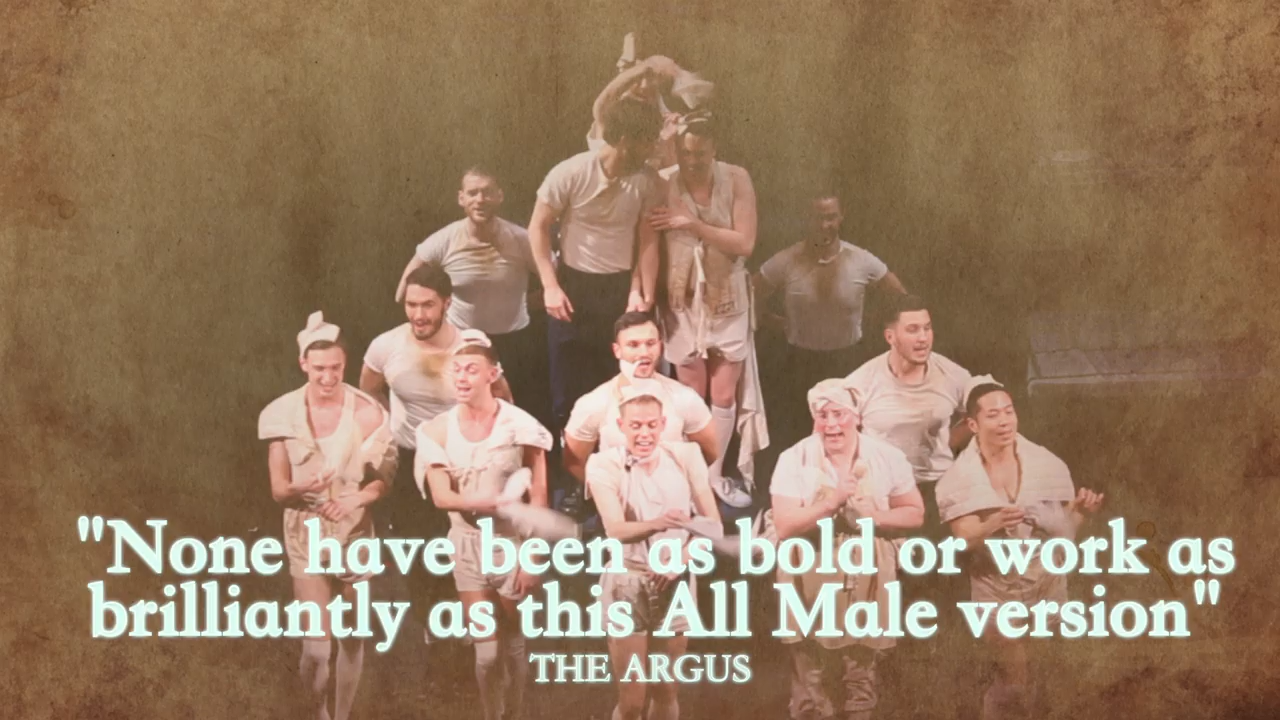 "None have been as bold or work as
brilliantly as this All Male version"
THE ARGUS